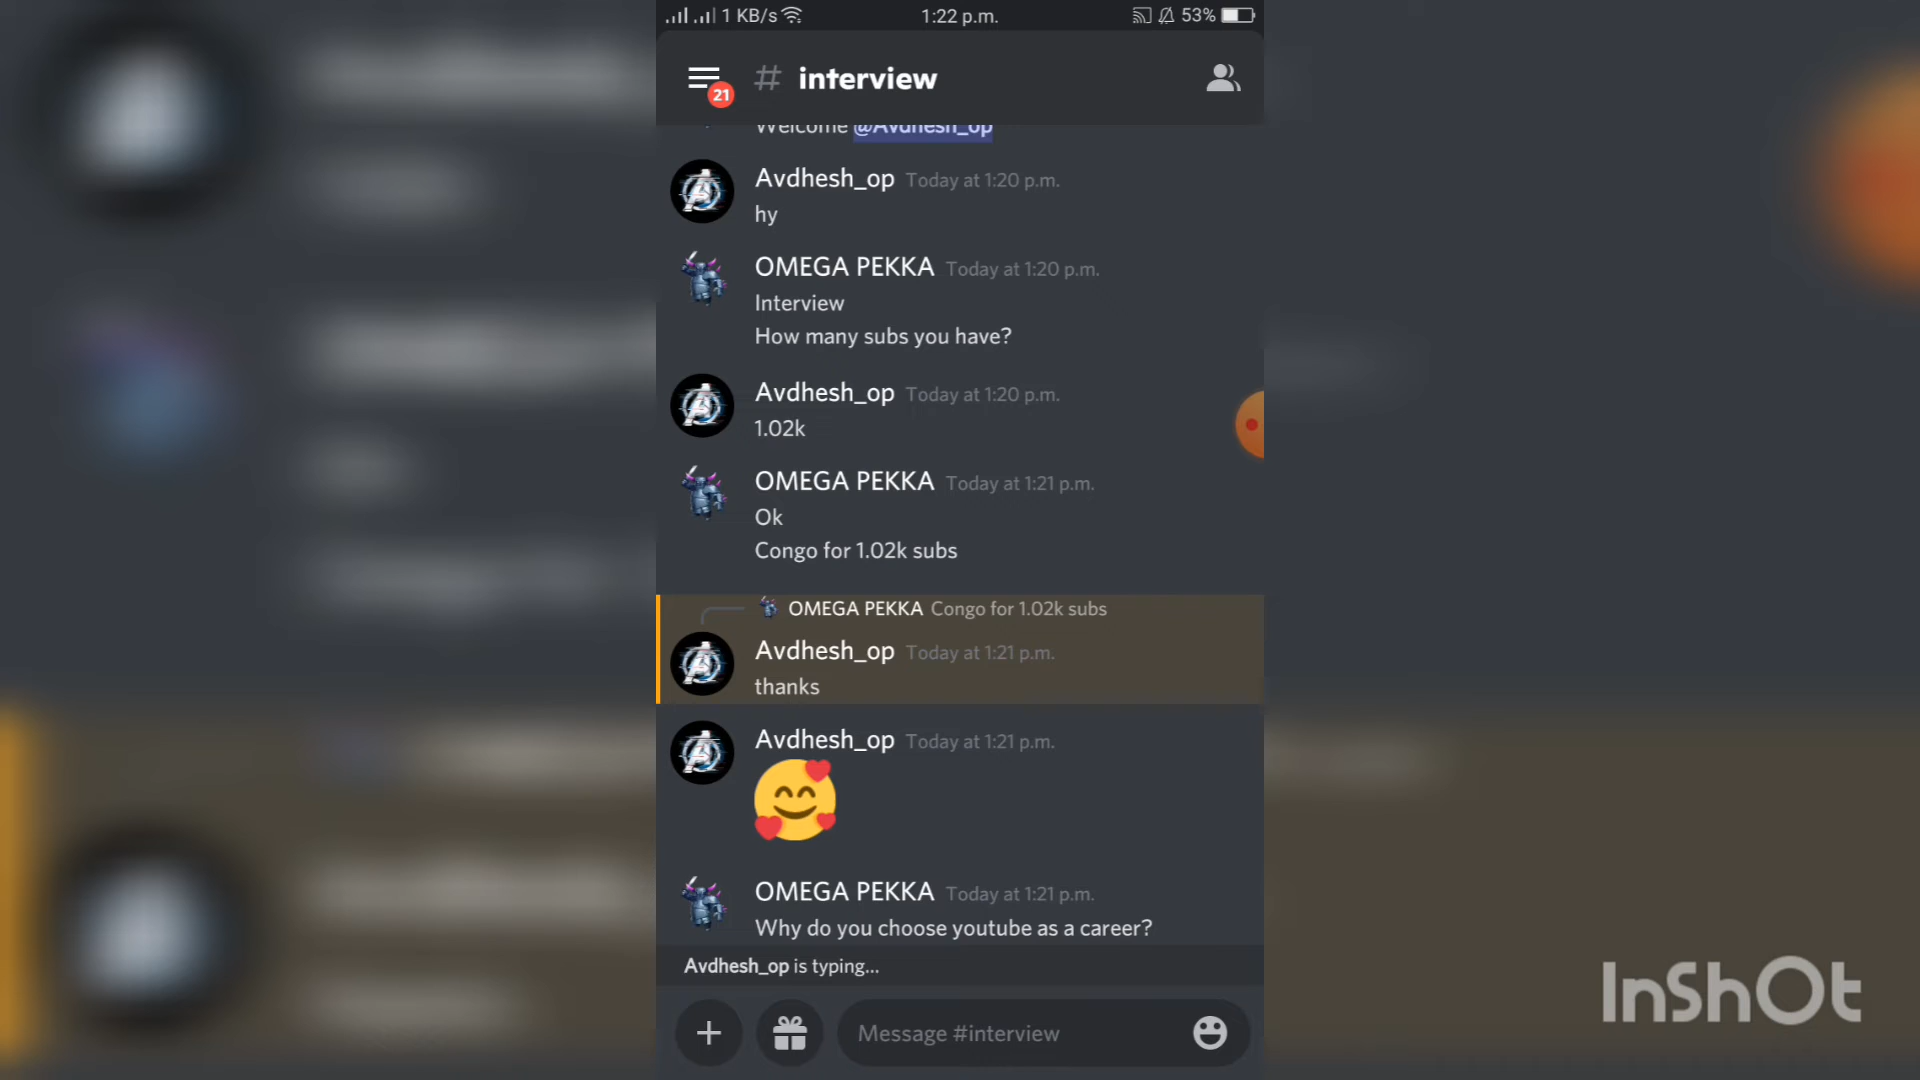 1 KB/s
1:22 p.m.
53%
21
# interview
Welcome @Avdhesh_op
Avdhesh_op Today at 1:20 p.m.
hy
OMEGA PEKKA Today at 1:20 p.m.
Interview
How many subs you have?
Avdhesh_op Today at 1:20 p.m.
1.02k
OMEGA PEKKA Today at 1:21 p.m.
Ok
Congo for 1.02k subs
OMEGA PEKKA Congo for 1.02k subs
Avdhesh_op Today at 1:21 p.m.
thanks
Avdhesh_op Today at 1:21 p.m.
OMEGA PEKKA Today at 1:21 p.m.
Why do you choose youtube as a career?
Avdhesh_op is typing...
Message #interview
InShOt